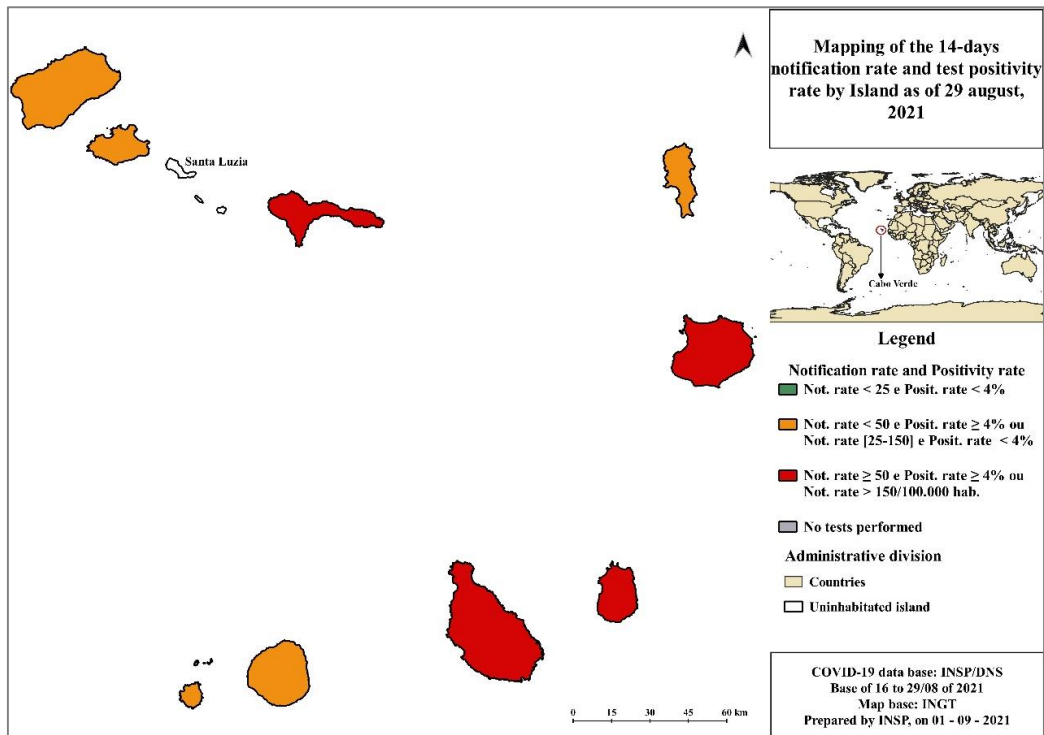 Mapping of the 14-days
notification rate and test positivity
rate by Island as of 29 august,
2021
Santa Luzia
Cabo Verde
Legend
Notification rate and Positivity rate
Not. rate < 25 e Posit. rate < 4%
Not. rate < 50 e Posit. rate ≥ 4% ou
Not. rate [25-150] e Posit. rate < 4%
Not. rate ≥ 50 e Posit. rate ≥ 4% ou
Not. rate > 150/100.000 hab.
No tests performed
Administrative division
Countries
Uninhabitated island
0 15 30 45 60 km
COVID-19 data base: INSP/DNS
Base of 16 to 29/08 of 2021
Map base: INGT
Prepared by INSP, on 01 - 09 - 2021